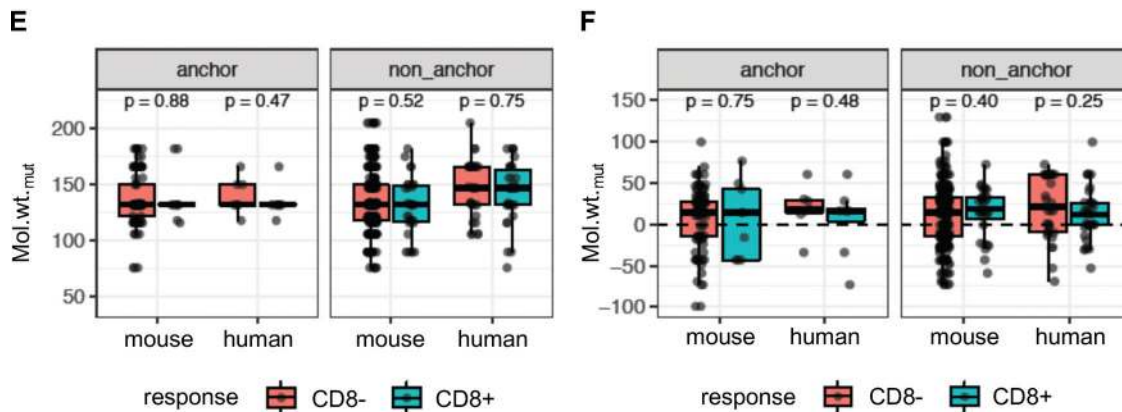 E
anchor
non_anchor
p = 0.88
p = 0.47
p = 0.52
p = 0.75
200
150
100
50
Mol.wt.mut
mouse
human
mouse
human
response
CD8-
CD8+
F
anchor
non_anchor
p = 0.75
p = 0.48
p = 0.40
p = 0.25
150
100
50
0
−50
−100
Mol.wt.mut
mouse
human
mouse
human
response
CD8-
CD8+